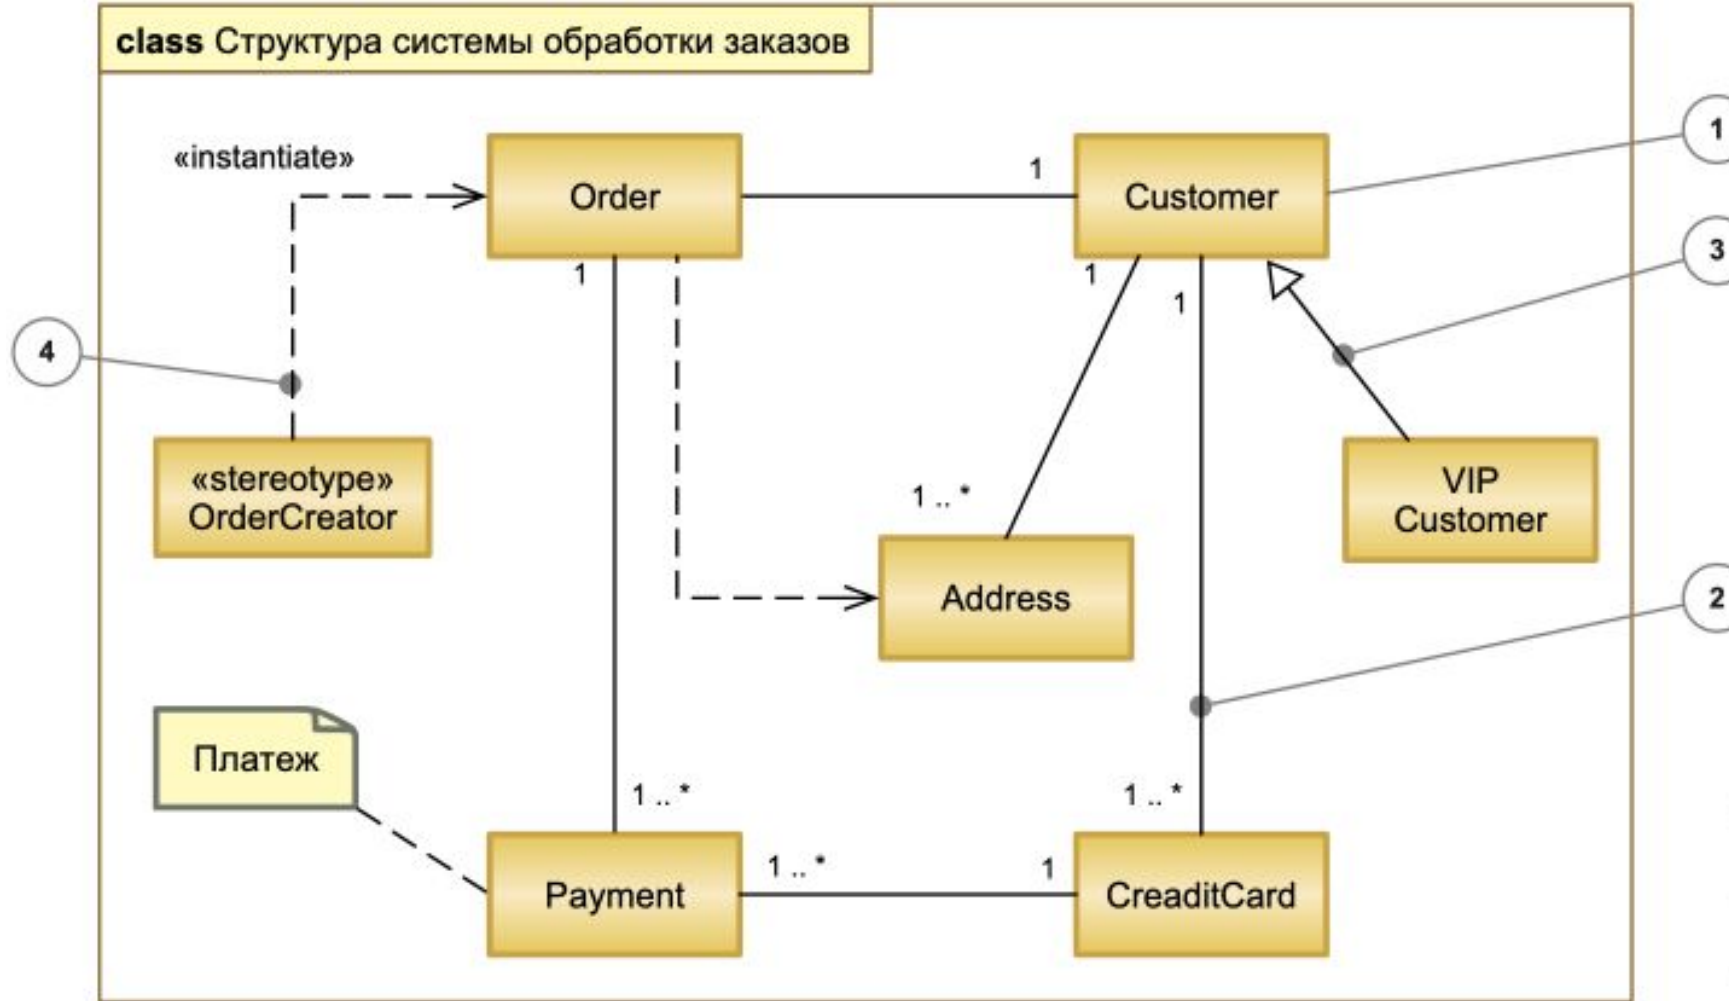 class Структура системы обработки заказов
1
«instantiate»
Order
1
Customer
3
1
1
1
4
«stereotype»
OrderCreator
VIP
Customer
1 .. *
Address
2
Платеж
1 .. *
1 .. *
Payment
1 .. *
1
CreaditCard